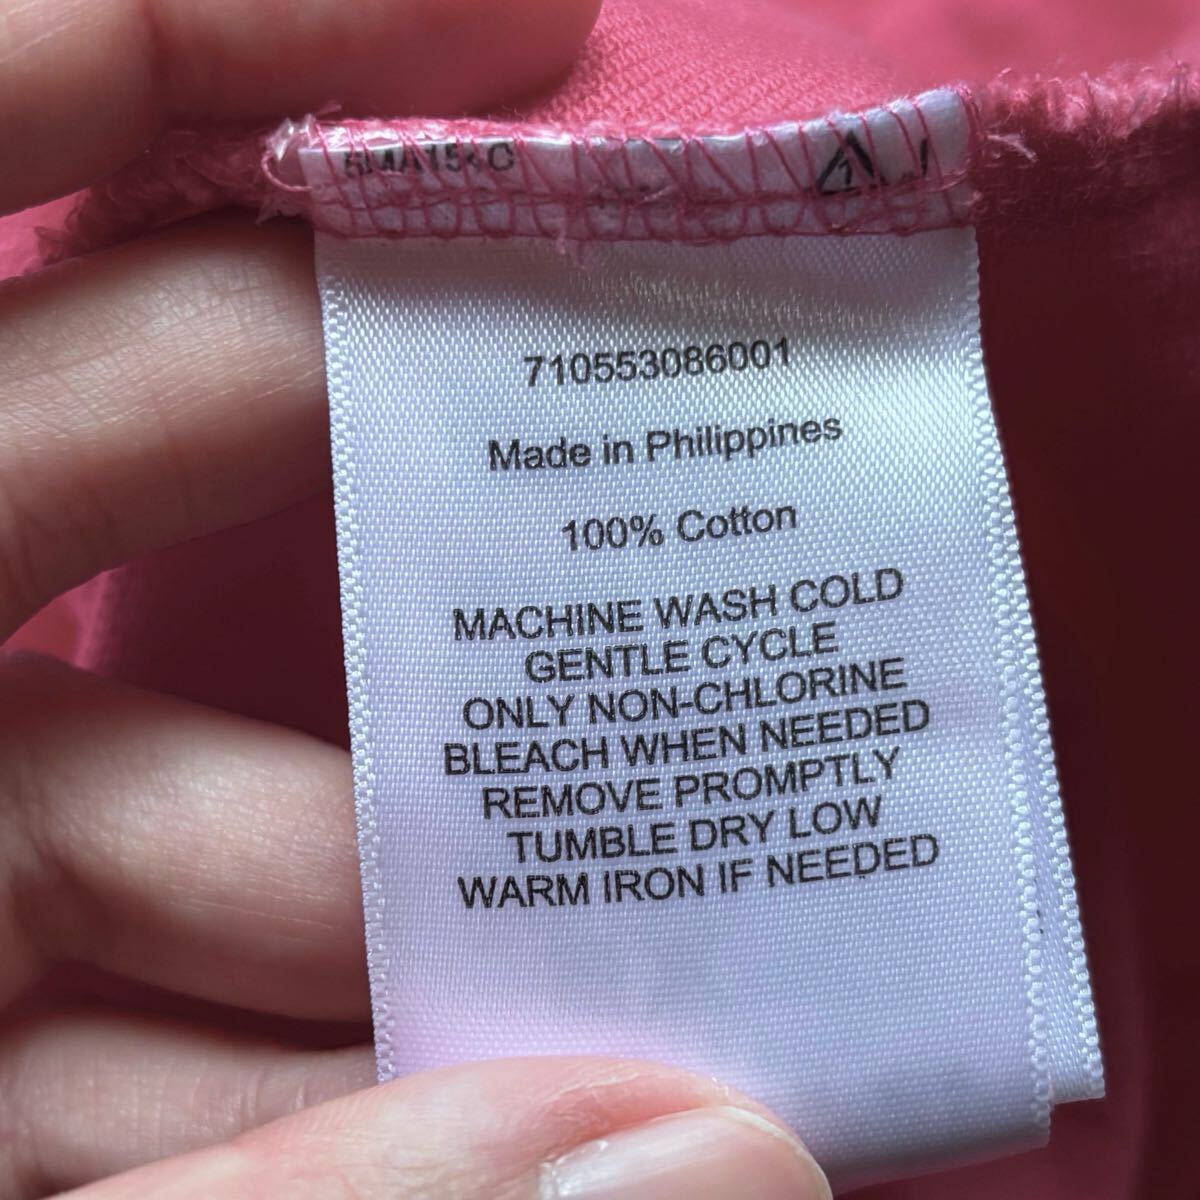 710553086001
Made in Philippines
100% Cotton
MACHINE WASH COLD
GENTLE CYCLE
ONLY NON-CHLORINE
BLEACH WHEN NEEDED
REMOVE PROMPTLY
TUMBLE DRY LOW
WARM IRON IF NEEDED